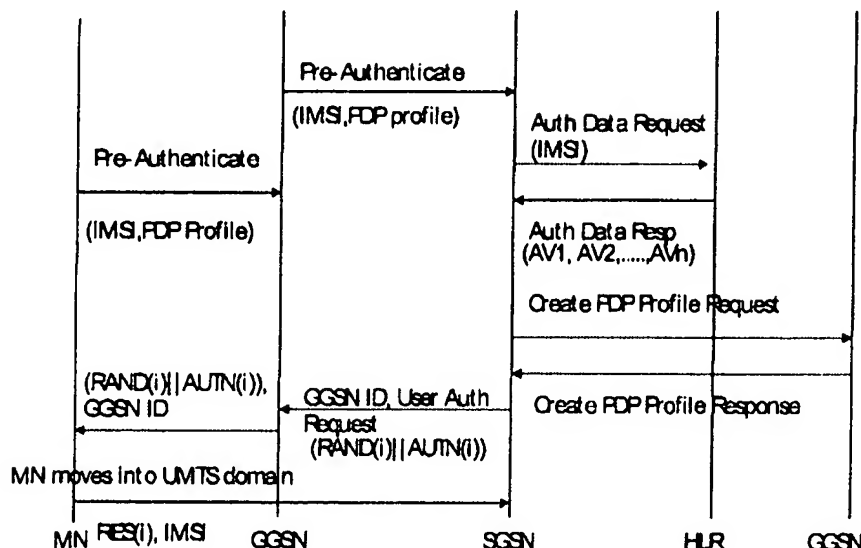 Pre-Authenticate
(IMSI,PDP profile)
Auth Data Request
(IMSI)
Pre-Authenticate
(IMSI,PDP Profile)
Auth Data Resp
(AV1, AV2,.....,AVn)
Create PDP Profile Request
(RAND(i)||AUTN(i)),
GGSN ID
GGSN ID, User Auth
Request
(RAND(i)||AUTN(i))
Create PDP Profile Response
MN moves into UMTS domain
RES(i), IMSI
MN
GGSN
SGSN
HLR
GGSN